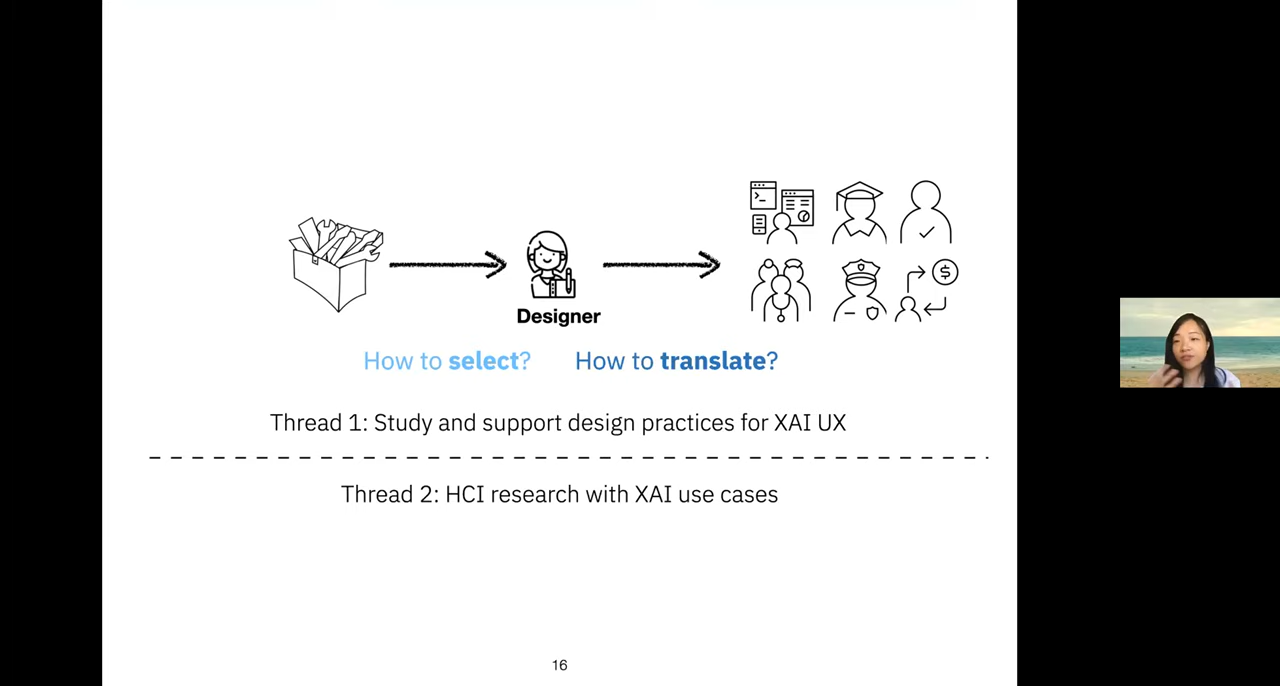 Designer
How to select? How to translate?
Thread 1: Study and support design practices for XAI UX
Thread 2: HCI research with XAI use cases
16